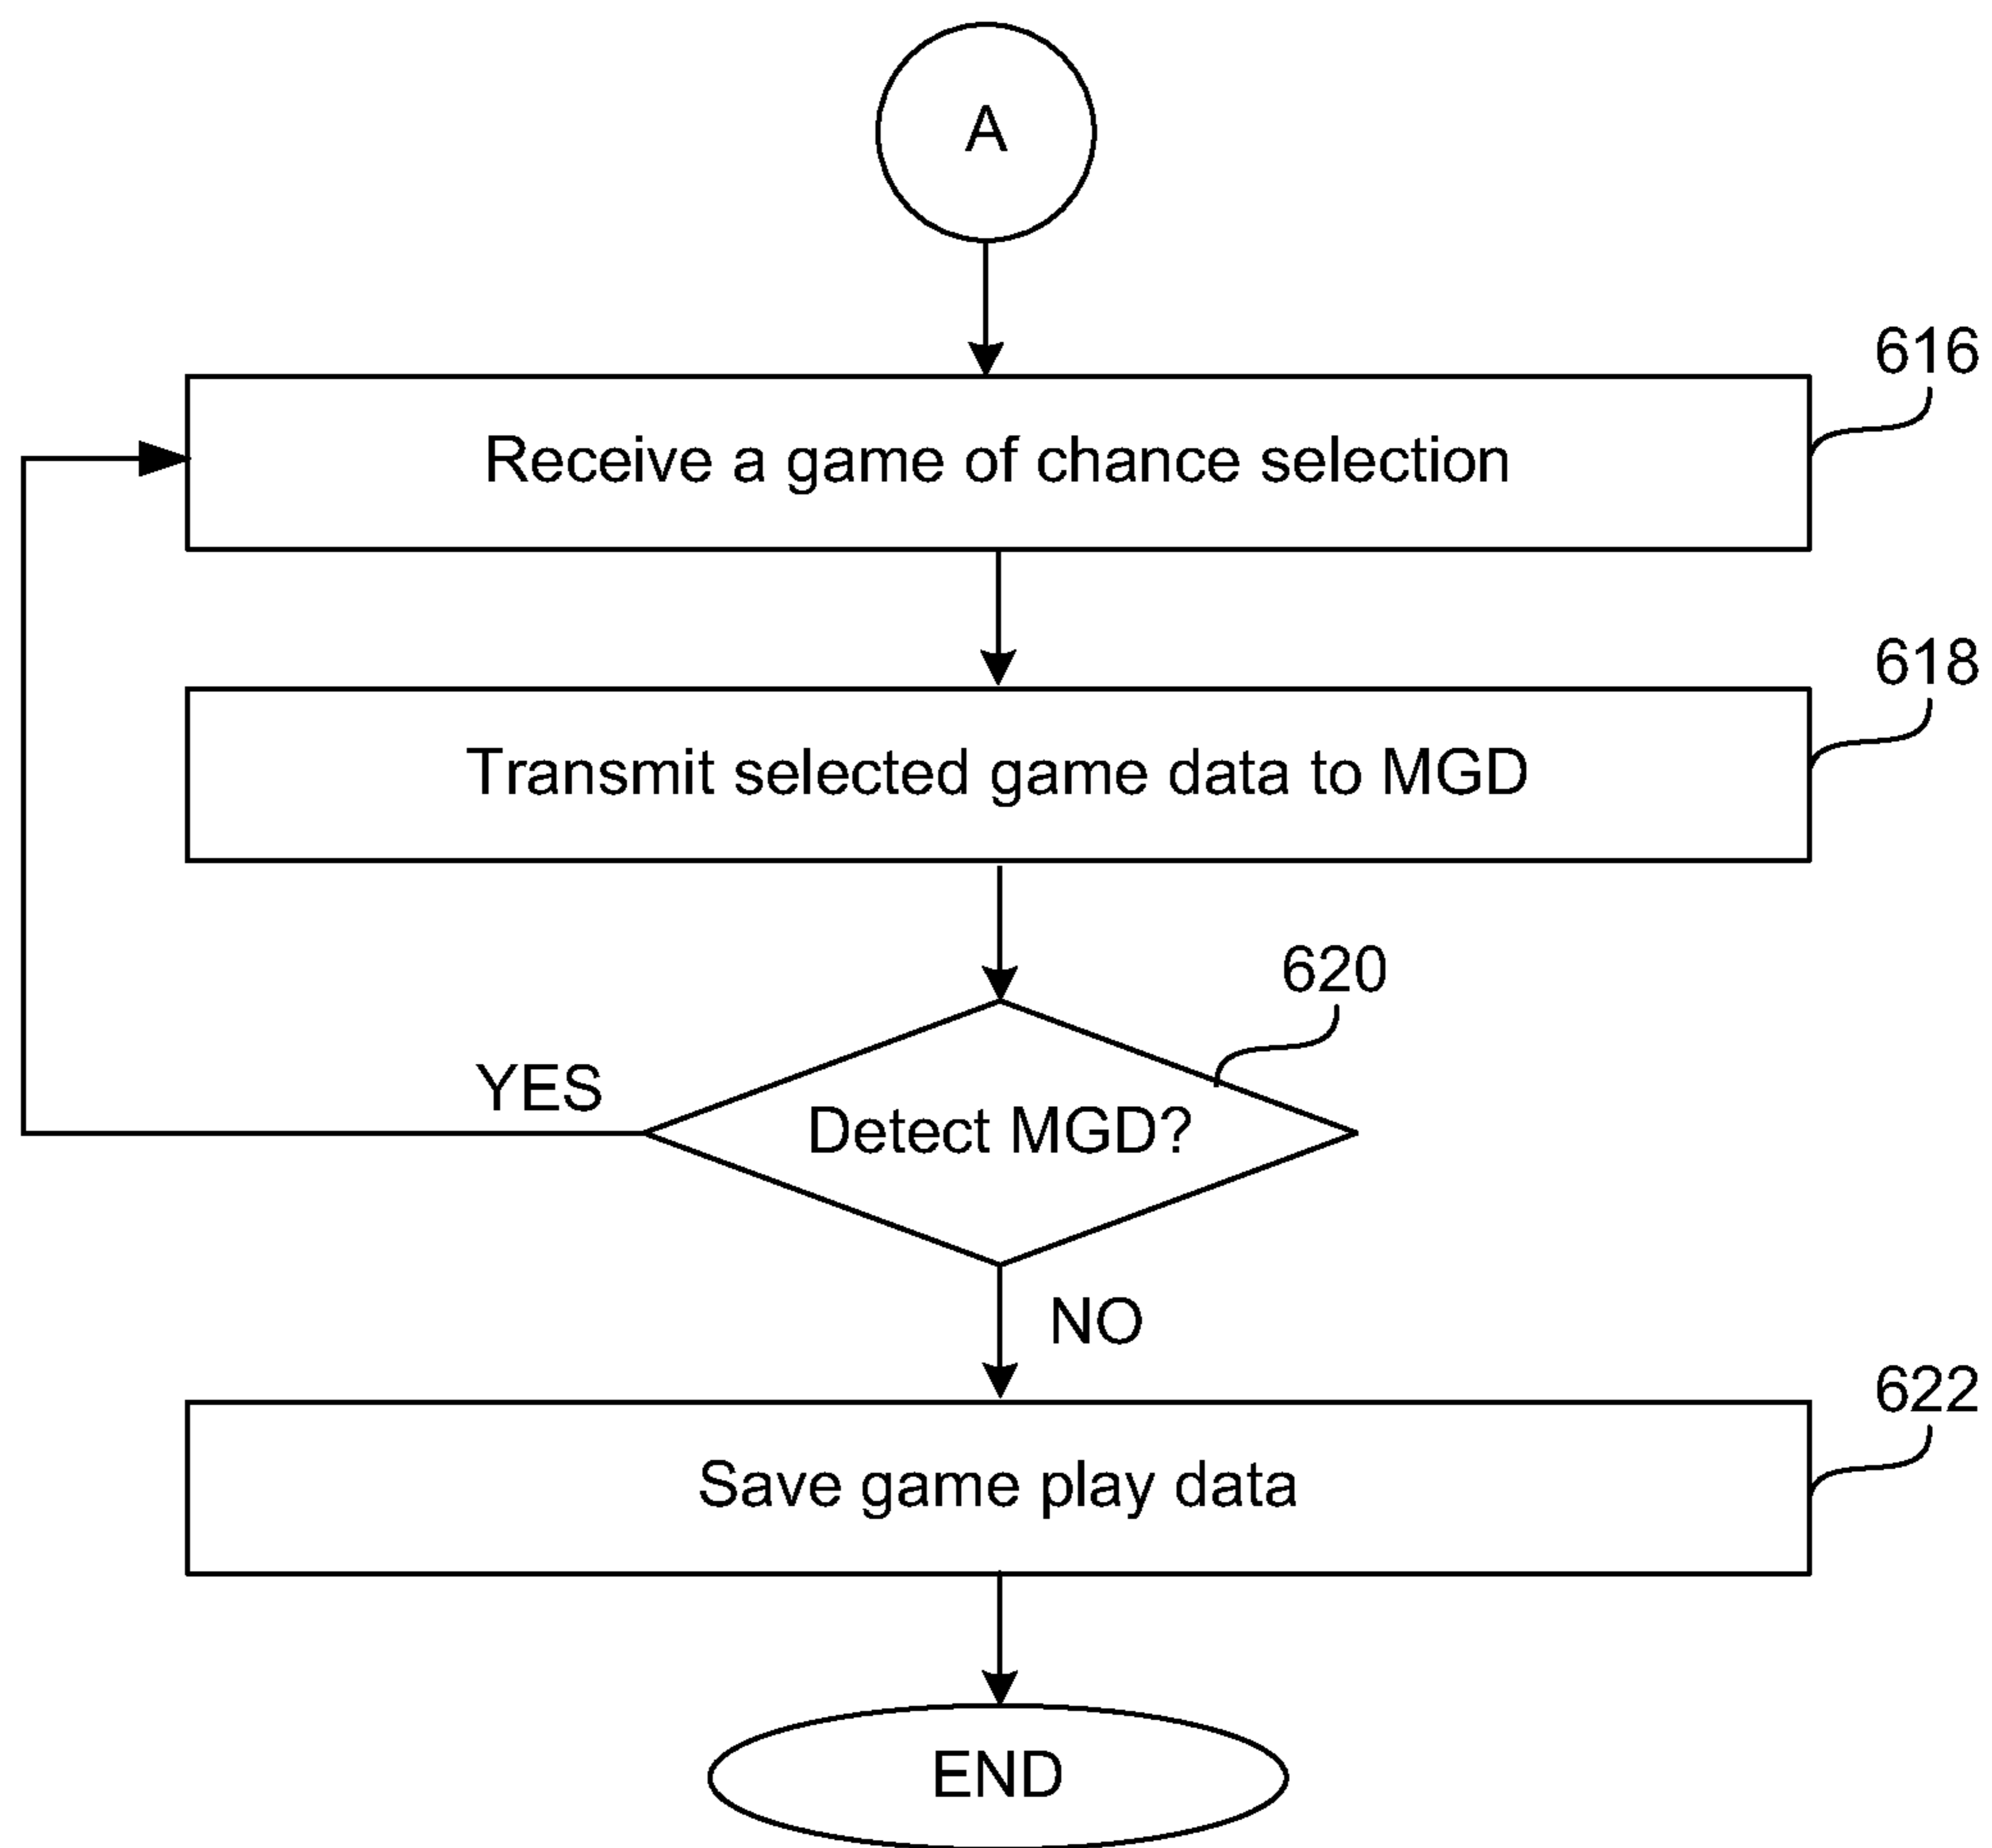 A
616
Receive a game of chance selection
618
Transmit selected game data to MGD
620
YES
Detect MGD?
NO
622
Save game play data
END